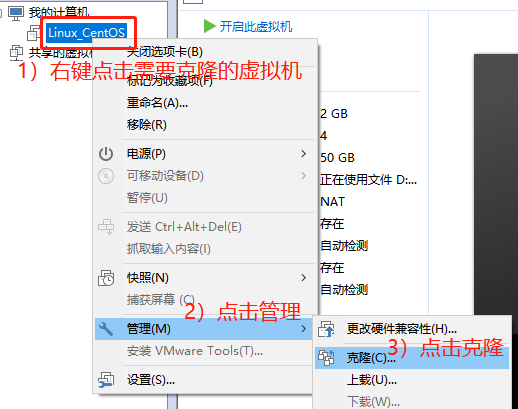 我的计算机
Linux_CentOS
共享的虚拟机
开启此虚拟机
1）右键点击需要克隆的虚拟机
关闭选项卡(B)
标记为收藏项(F)
重命名(A)...
移除(R)
电源(P)
可移动设备(D)
暂停(U)
发送 Ctrl+Alt+Del(E)
抓取输入内容(I)
快照(N)
捕获屏幕 (C)
2）点击管理
管理(M)
安装 VMware Tools(T)...
设置(S)...
2 GB
4
50 GB
正在使用文件 D:...
NAT
存在
自动检测
存在
自动检测
更改硬件兼容性(H)...
克隆(C)...
3）点击克隆
上载(U)...
下载(W)...